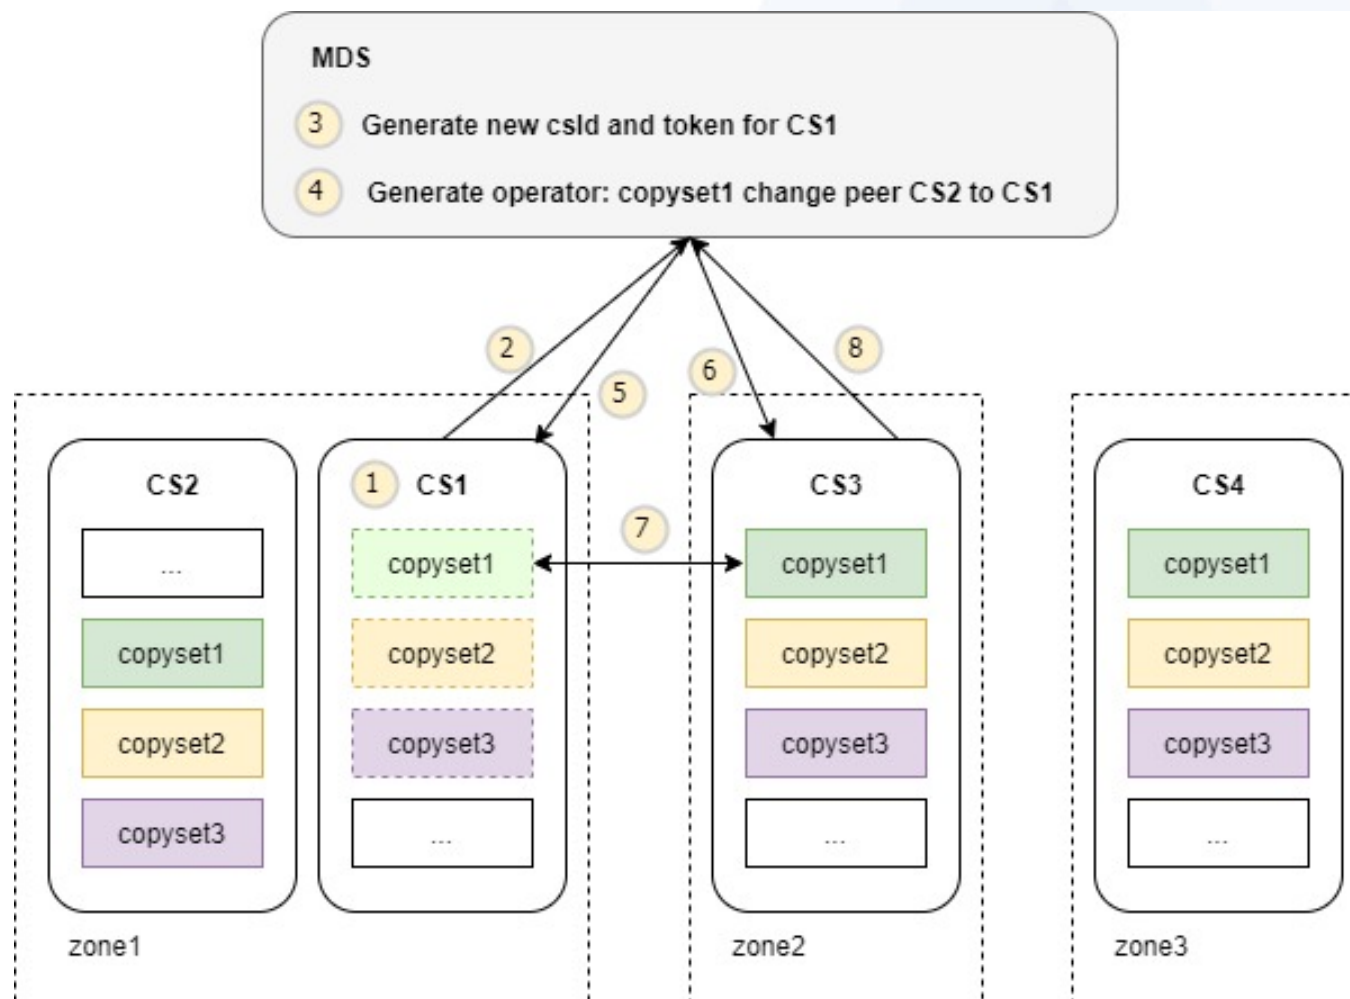 MDS
3 Generate new csId and token for CS1
4 Generate operator: copyset1 change peer CS2 to CS1
2
5
6
8
CS2
...
copyset1
copyset2
copyset3
1 CS1
copyset1
copyset2
copyset3
...
7
CS3
copyset1
copyset2
copyset3
...
CS4
copyset1
copyset2
copyset3
...
zone1
zone2
zone3